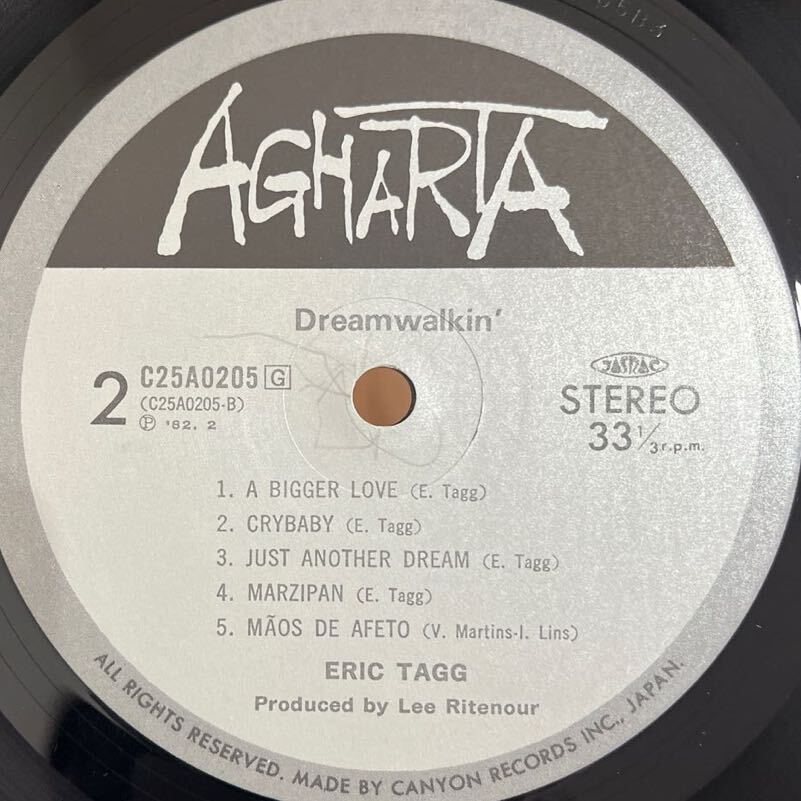 AGHARTA
Dreamwalkin'
2
C25A0205 G
(C25A0205-B)
Ⓟ '82. 2
JASRAC
STEREO
33 1/3 r.p.m.
1. A BIGGER LOVE (E. Tagg)
2. CRYBABY (E. Tagg)
3. JUST ANOTHER DREAM (E. Tagg)
4. MARZIPAN (E. Tagg)
5. MÃOS DE AFETO (V. Martins-I. Lins)
ERIC TAGG
Produced by Lee Ritenour
ALL RIGHTS RESERVED. MADE BY CANYON RECORDS INC., JAPAN.